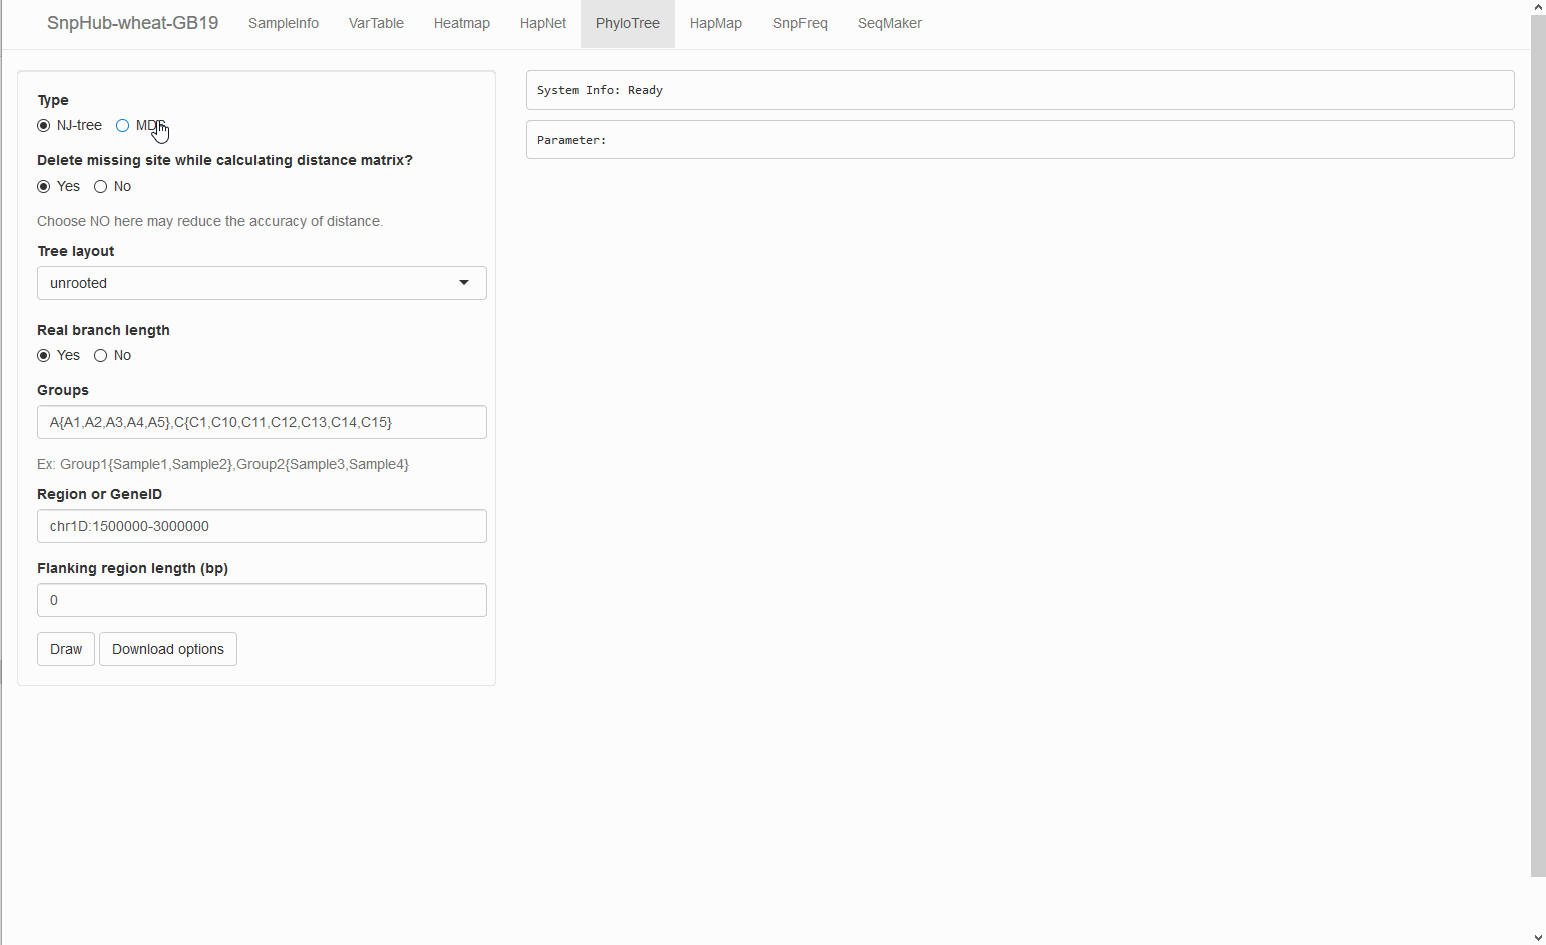 SnpHub-wheat-GB19 SampleInfo VarTable Heatmap HapNet PhyloTree HapMap SnpFreq SeqMaker
Type
NJ-tree
Delete missing site while calculating distance matrix?
Yes No
Choose NO here may reduce the accuracy of distance.
Tree layout
unrooted
Real branch length
Yes No
Groups
A{A1,A2,A3,A4,A5},C{C1,C10,C11,C12,C13,C14,C15}
Ex: Group1{Sample1,Sample2},Group2{Sample3,Sample4}
Region or GeneID
chr1D:1500000-3000000
Flanking region length (bp)
0
Draw Download options
System Info: Ready
Parameter: